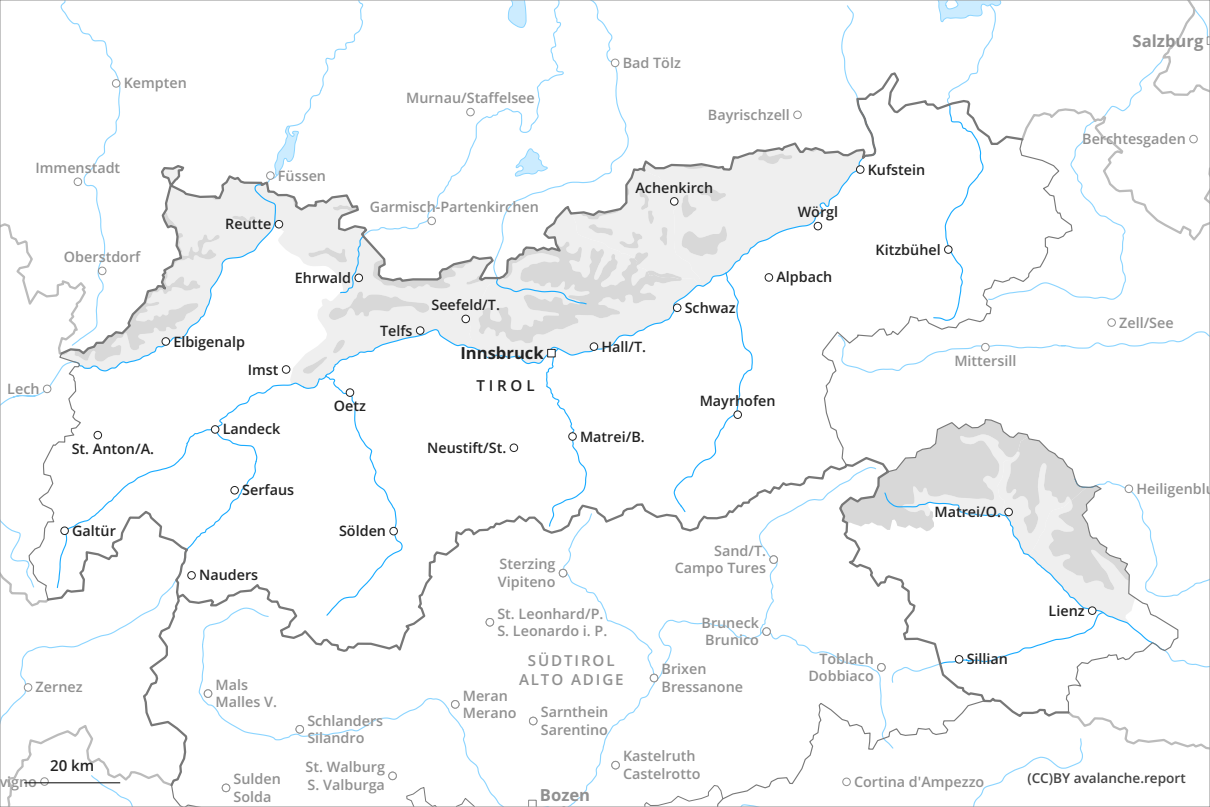 Salzburg
Kempten
Bad Tölz
Murnau/Staffelsee
Bayrischzell
Berchtesgaden
Immenstadt
Füssen
Kufstein
Achenkirch
Garmisch-Partenkirchen
Wörgl
Reutte
Kitzbühel
Oberstdorf
Ehrwald
Alpbach
Seefeld/T.
Schwaz
Zell/See
Telfs
Elbigenalp
Innsbruck
Hall/T.
Mittersill
Imst
TIROL
Lech
Oetz
Mayrhofen
Landeck
Matrei/B.
St. Anton/A.
Neustift/St.
Serfaus
Heiligenblu
Matrei/O.
Galtür
Sölden
Sand/T.
Campo Tures
Sterzing
Vipiteno
Nauders
Lienz
St. Leonhard/P.
S. Leonardo i. P.
Bruneck
Brunico
Sillian
SÜDTIROL
ALTO ADIGE
Toblach
Dobbiaco
Brixen
Bressanone
Zernez
Mals
Malles V.
Meran
Merano
Sarnthein
Sarentino
Schlanders
Silandro
Kastelruth
Castelrotto
20 km
St. Walburg
S. Valburga
vigno
Sulden
Solda
Cortina d'Ampezzo
(CC)BY avalanche.report
Bozen